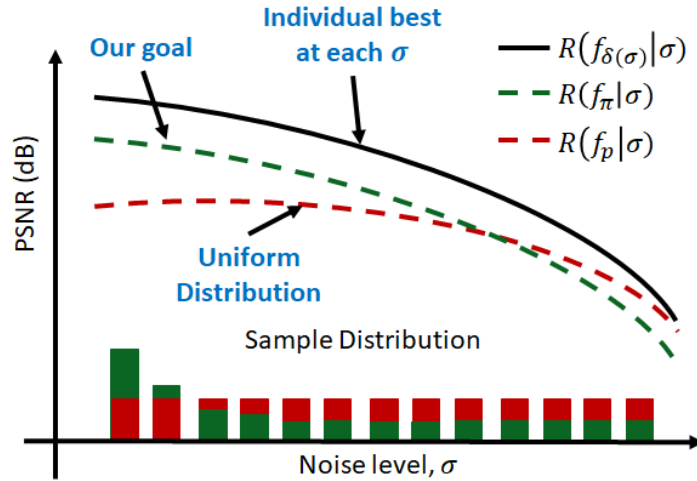 Individual best
at each σ
Our goal
R(f_δ(σ)|σ)
R(f_π|σ)
R(f_p|σ)
PSNR (dB)
Uniform
Distribution
Sample Distribution
Noise level, σ